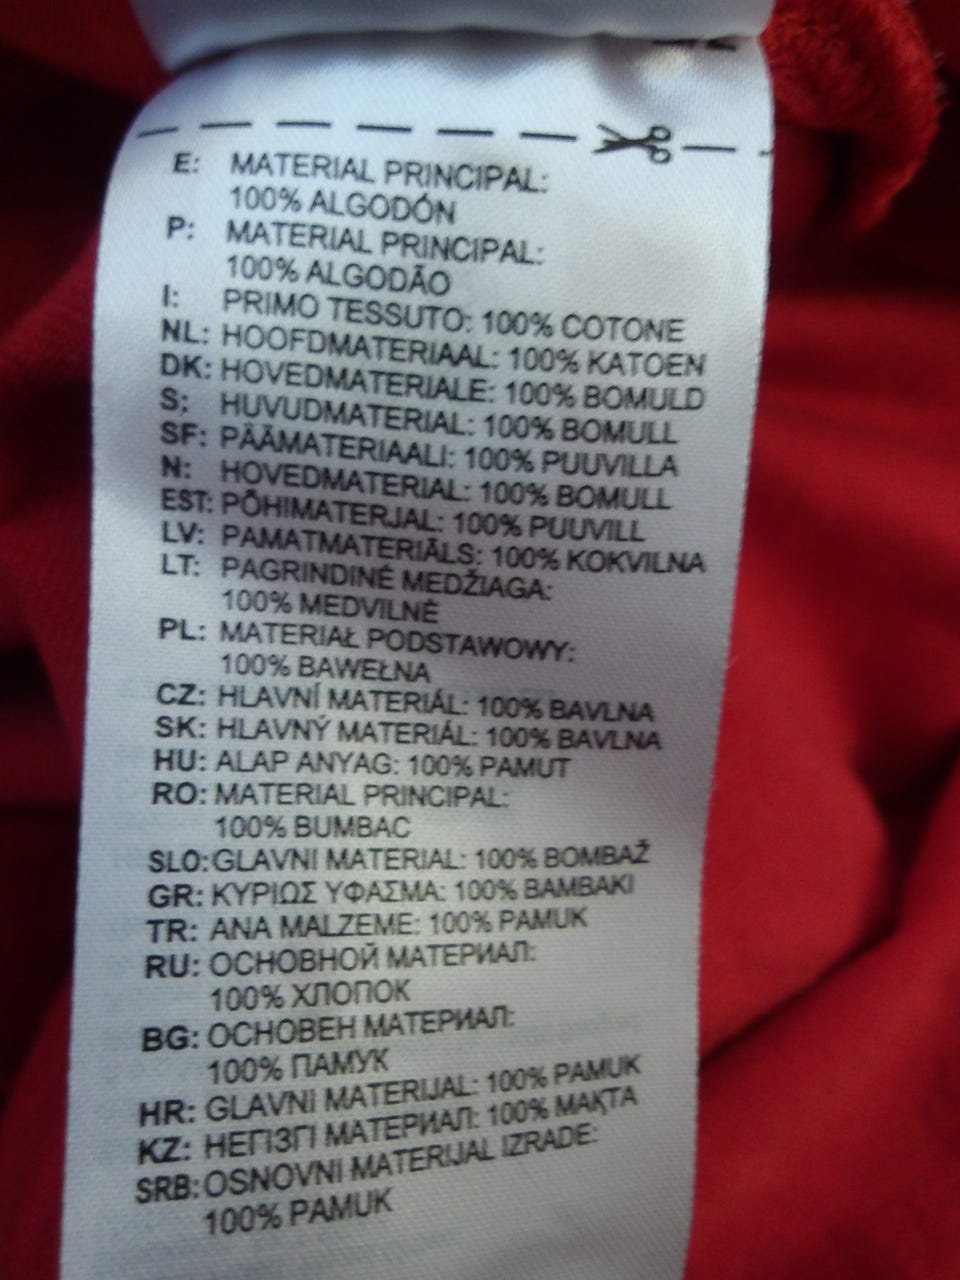 E: MATERIAL PRINCIPAL:
100% ALGODÓN
P: MATERIAL PRINCIPAL:
100% ALGODÃO
I: PRIMO TESSUTO: 100% COTONE
NL: HOOFDMATERIAAL: 100% KATOEN
DK: HOVEDMATERIALE: 100% BOMULD
S: HUVUDMATERIAL: 100% BOMULL
SF: PÄÄMATERIAALI: 100% PUUVILLA
N: HOVEDMATERIAL: 100% BOMULL
EST: PÕHIMATERJAL: 100% PUUVILL
LV: PAMATMATERIĀLS: 100% KOKVILNA
LT: PAGRINDINĖ MEDŽIAGA:
100% MEDVILNĖ
PL: MATERIAŁ PODSTAWOWY:
100% BAWEŁNA
CZ: HLAVNÍ MATERIÁL: 100% BAVLNA
SK: HLAVNÝ MATERIÁL: 100% BAVLNA
HU: ALAP ANYAG: 100% PAMUT
RO: MATERIAL PRINCIPAL:
100% BUMBAC
SLO: GLAVNI MATERIAL: 100% BOMBAŽ
GR: ΚΥΡΙΩΣ ΥΦΑΣΜΑ: 100% ΒΑΜΒΑΚΙ
TR: ANA MALZEME: 100% PAMUK
RU: ОСНОВНОЙ МАТЕРИАЛ:
100% ХЛОПОК
BG: ОСНОВЕН МАТЕРИАЛ:
100% ПАМУК
HR: GLAVNI MATERIJAL: 100% PAMUK
KZ: НЕГІЗГІ МАТЕРИАЛ: 100% МАҚТА
SRB: OSNOVNI MATERIJAL IZRADE:
100% PAMUK